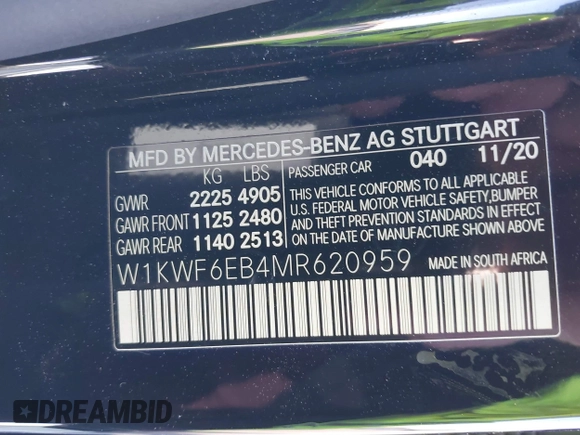 MFD BY MERCEDES-BENZ AG STUTTGART
KG LBS PASSENGER CAR 040 11/20
GVWR 2225 4905
GAWR FRONT 1125 2480
GAWR REAR 1140 2513
THIS VEHICLE CONFORMS TO ALL APPLICABLE
U.S. FEDERAL MOTOR VEHICLE SAFETY, BUMPER
AND THEFT PREVENTION STANDARDS IN EFFECT
ON THE DATE OF MANUFACTURE SHOWN ABOVE
W1KWF6EB4MR620959 MADE IN SOUTH AFRICA
DREAMBID